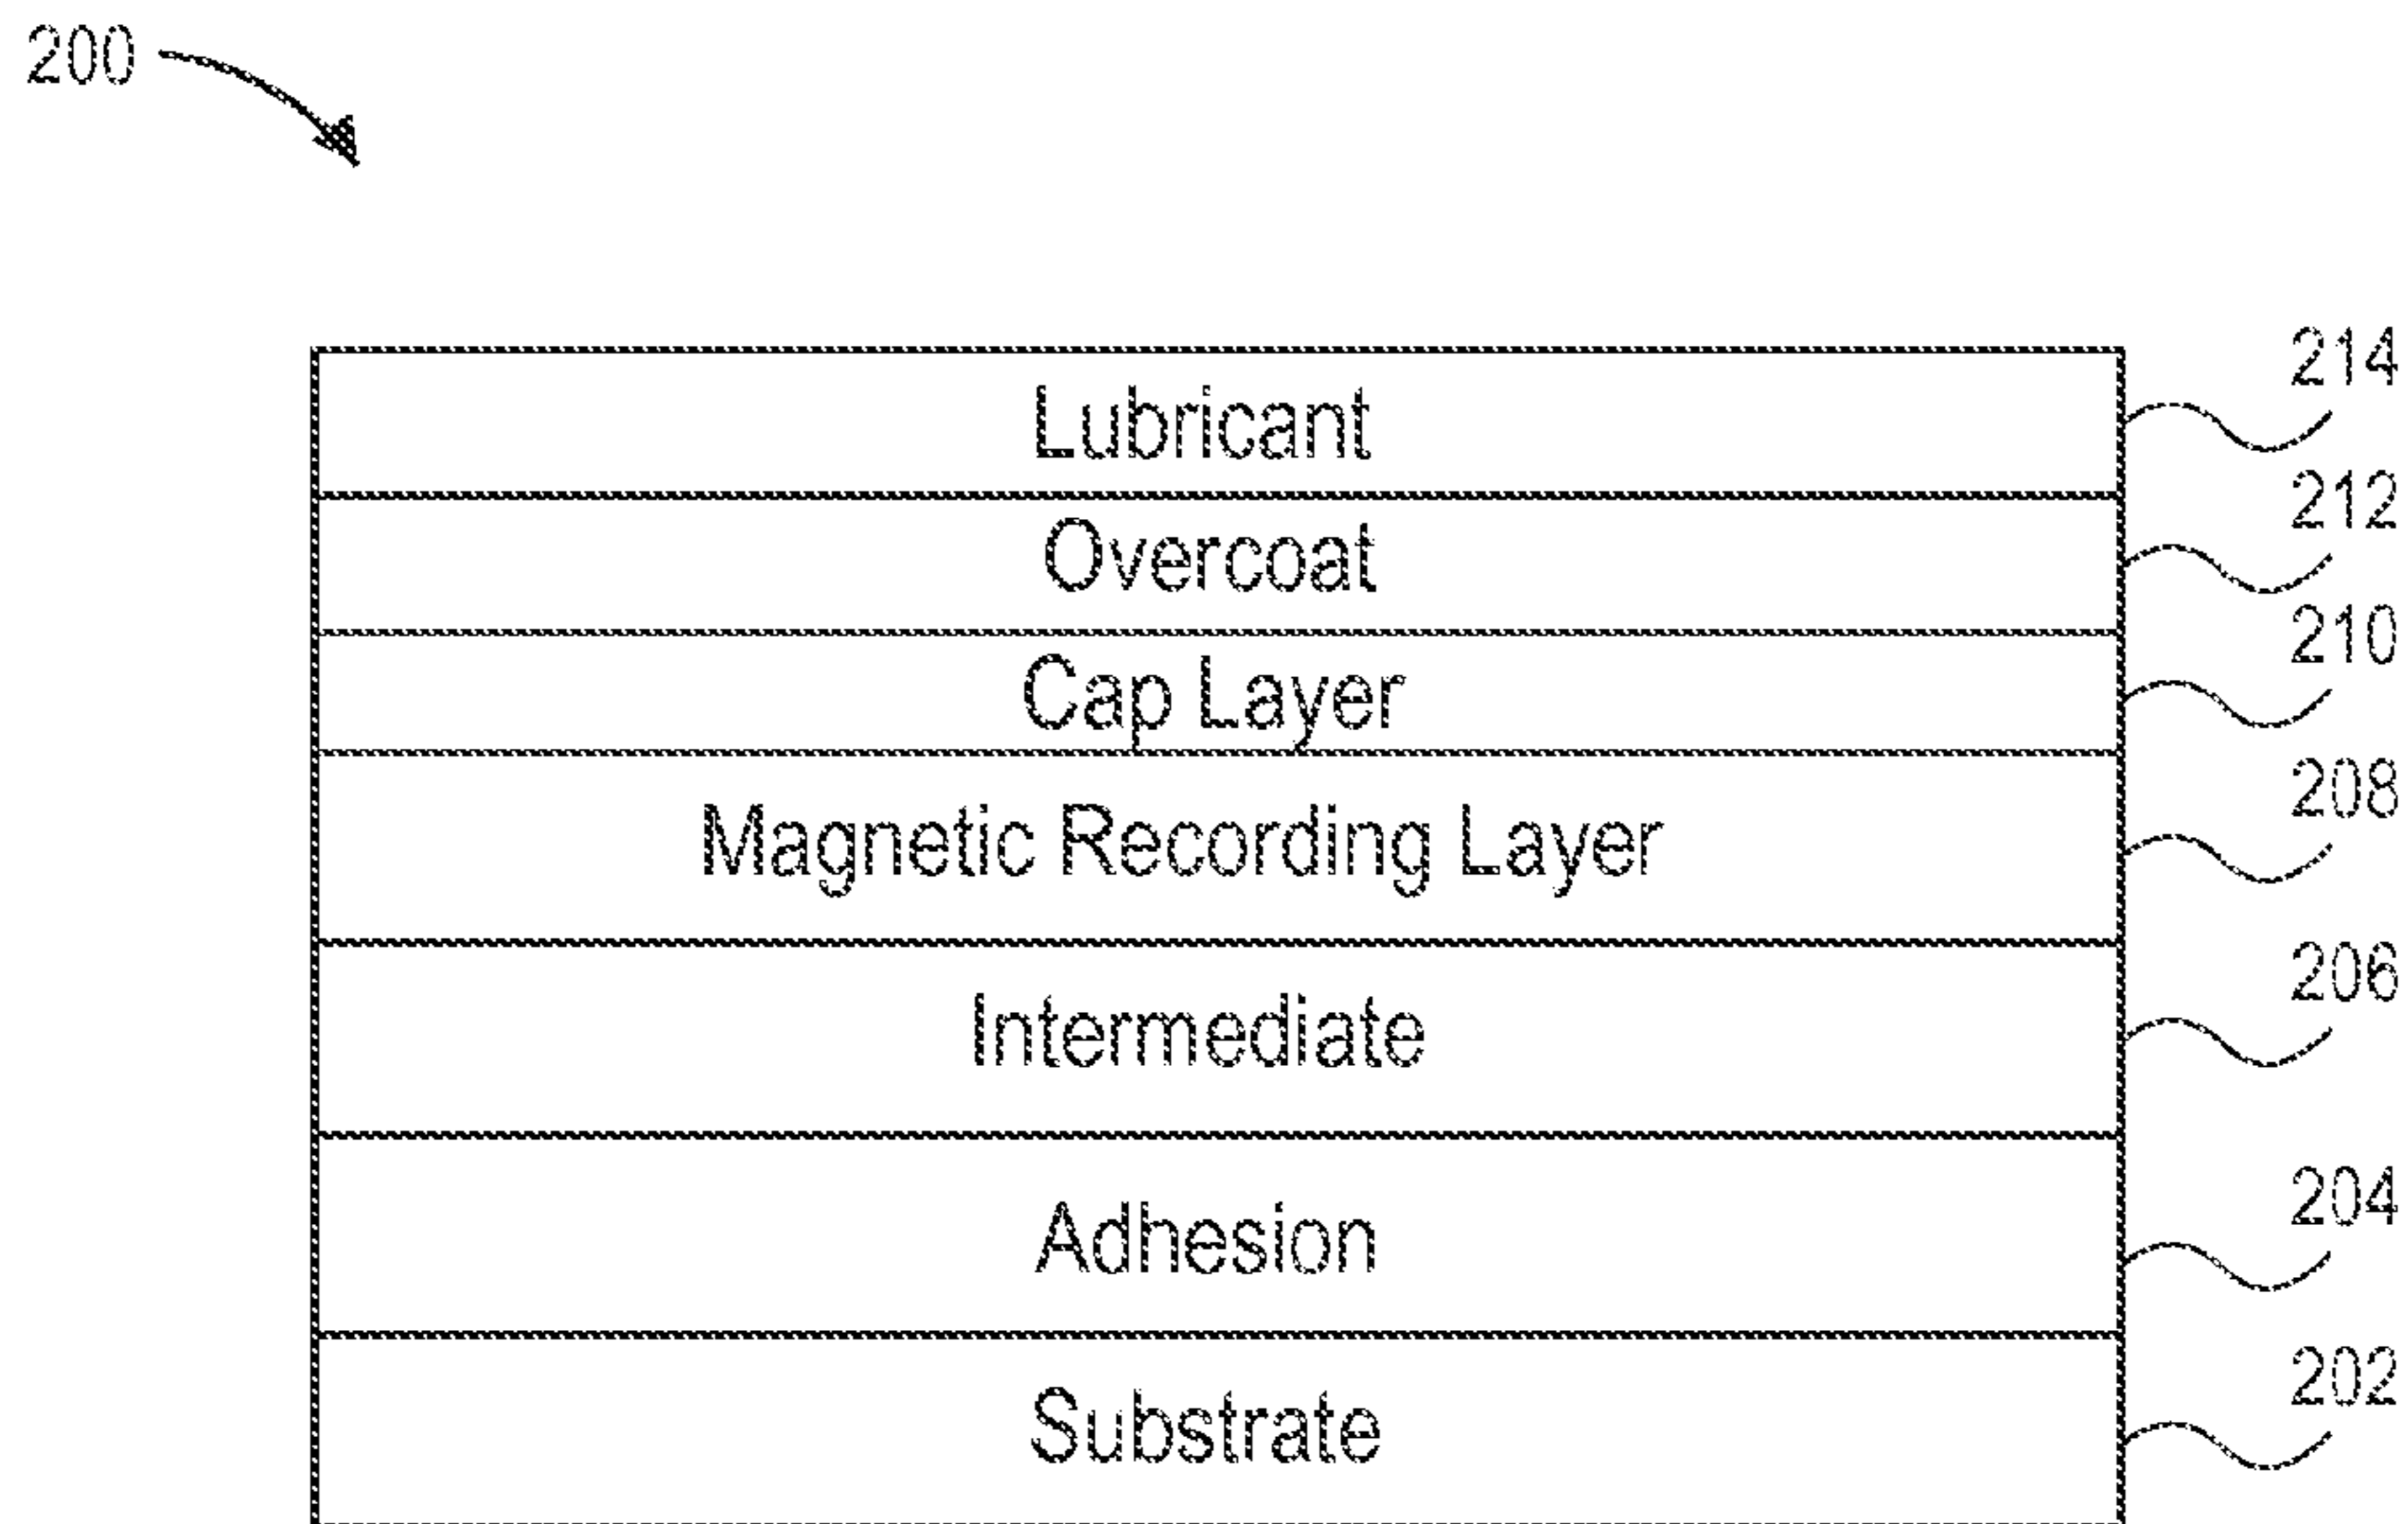 200
Lubricant 214
Overcoat 212
Cap Layer 210
Magnetic Recording Layer 208
Intermediate 206
Adhesion 204
Substrate 202